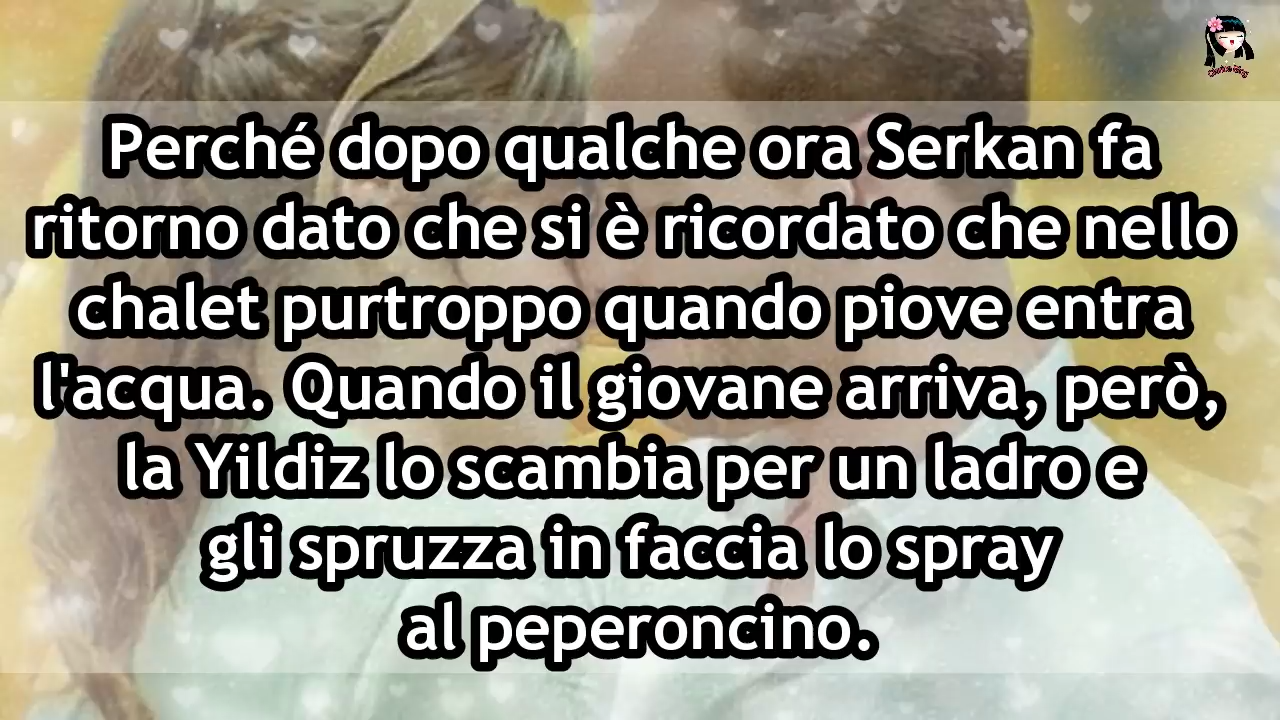 Perché dopo qualche ora Serkan fa
ritorno dato che si è ricordato che nello
chalet purtroppo quando piove entra
l'acqua. Quando il giovane arriva, però,
la Yildiz lo scambia per un ladro e
gli spruzza in faccia lo spray
al peperoncino.